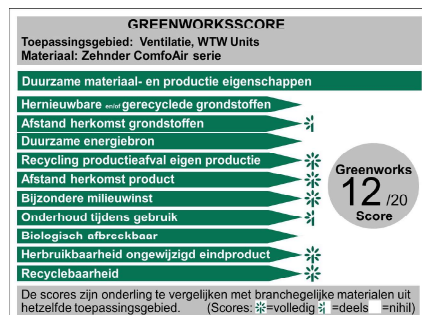 GREENWORKSSCORE
Toepassingsgebied: Ventilatie, WTW Units
Materiaal: Zehnder ComfoAir serie
Duurzame materiaal- en productie eigenschappen
Hernieuwbare en/of gerecyclede grondstoffen
Afstand herkomst grondstoffen
Duurzame energiebron
Recycling productieafval eigen productie
Afstand herkomst product
Bijzondere milieuwinst
Onderhoud tijdens gebruik
Biologisch afbreekbaar
Herbruikbaarheid ongewijzigd eindproduct
Recyclebaarheid
Greenworks
12 /20
Score
De scores zijn onderling te vergelijken met branchegelijke materialen uit
hetzelfde toepassingsgebied. (Scores: =volledig =deels =nihil)